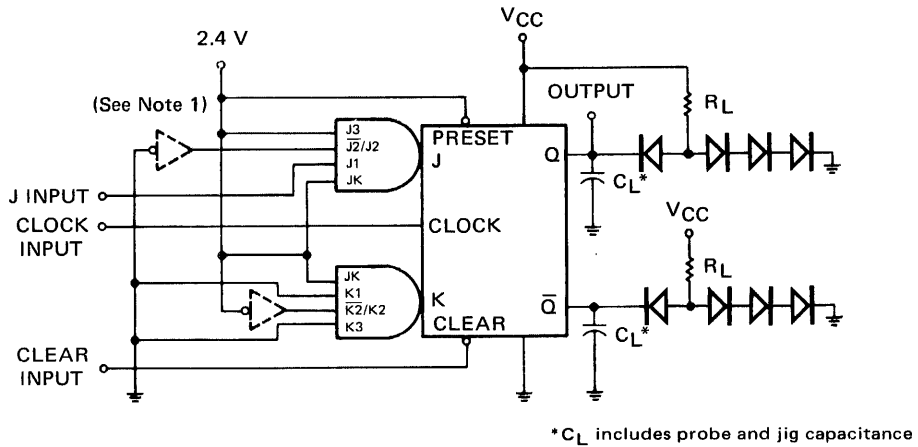 2.4 V
VCC
OUTPUT
RL
(See Note 1)
J3
J2/J2
J1
JK
PRESET
J
Q
CL*
J INPUT
CLOCK
INPUT
CLOCK
VCC
RL
JK
K1
K2/K2
K3
K
CLEAR
Q
CL*
CLEAR
INPUT
*CL includes probe and jig capacitance